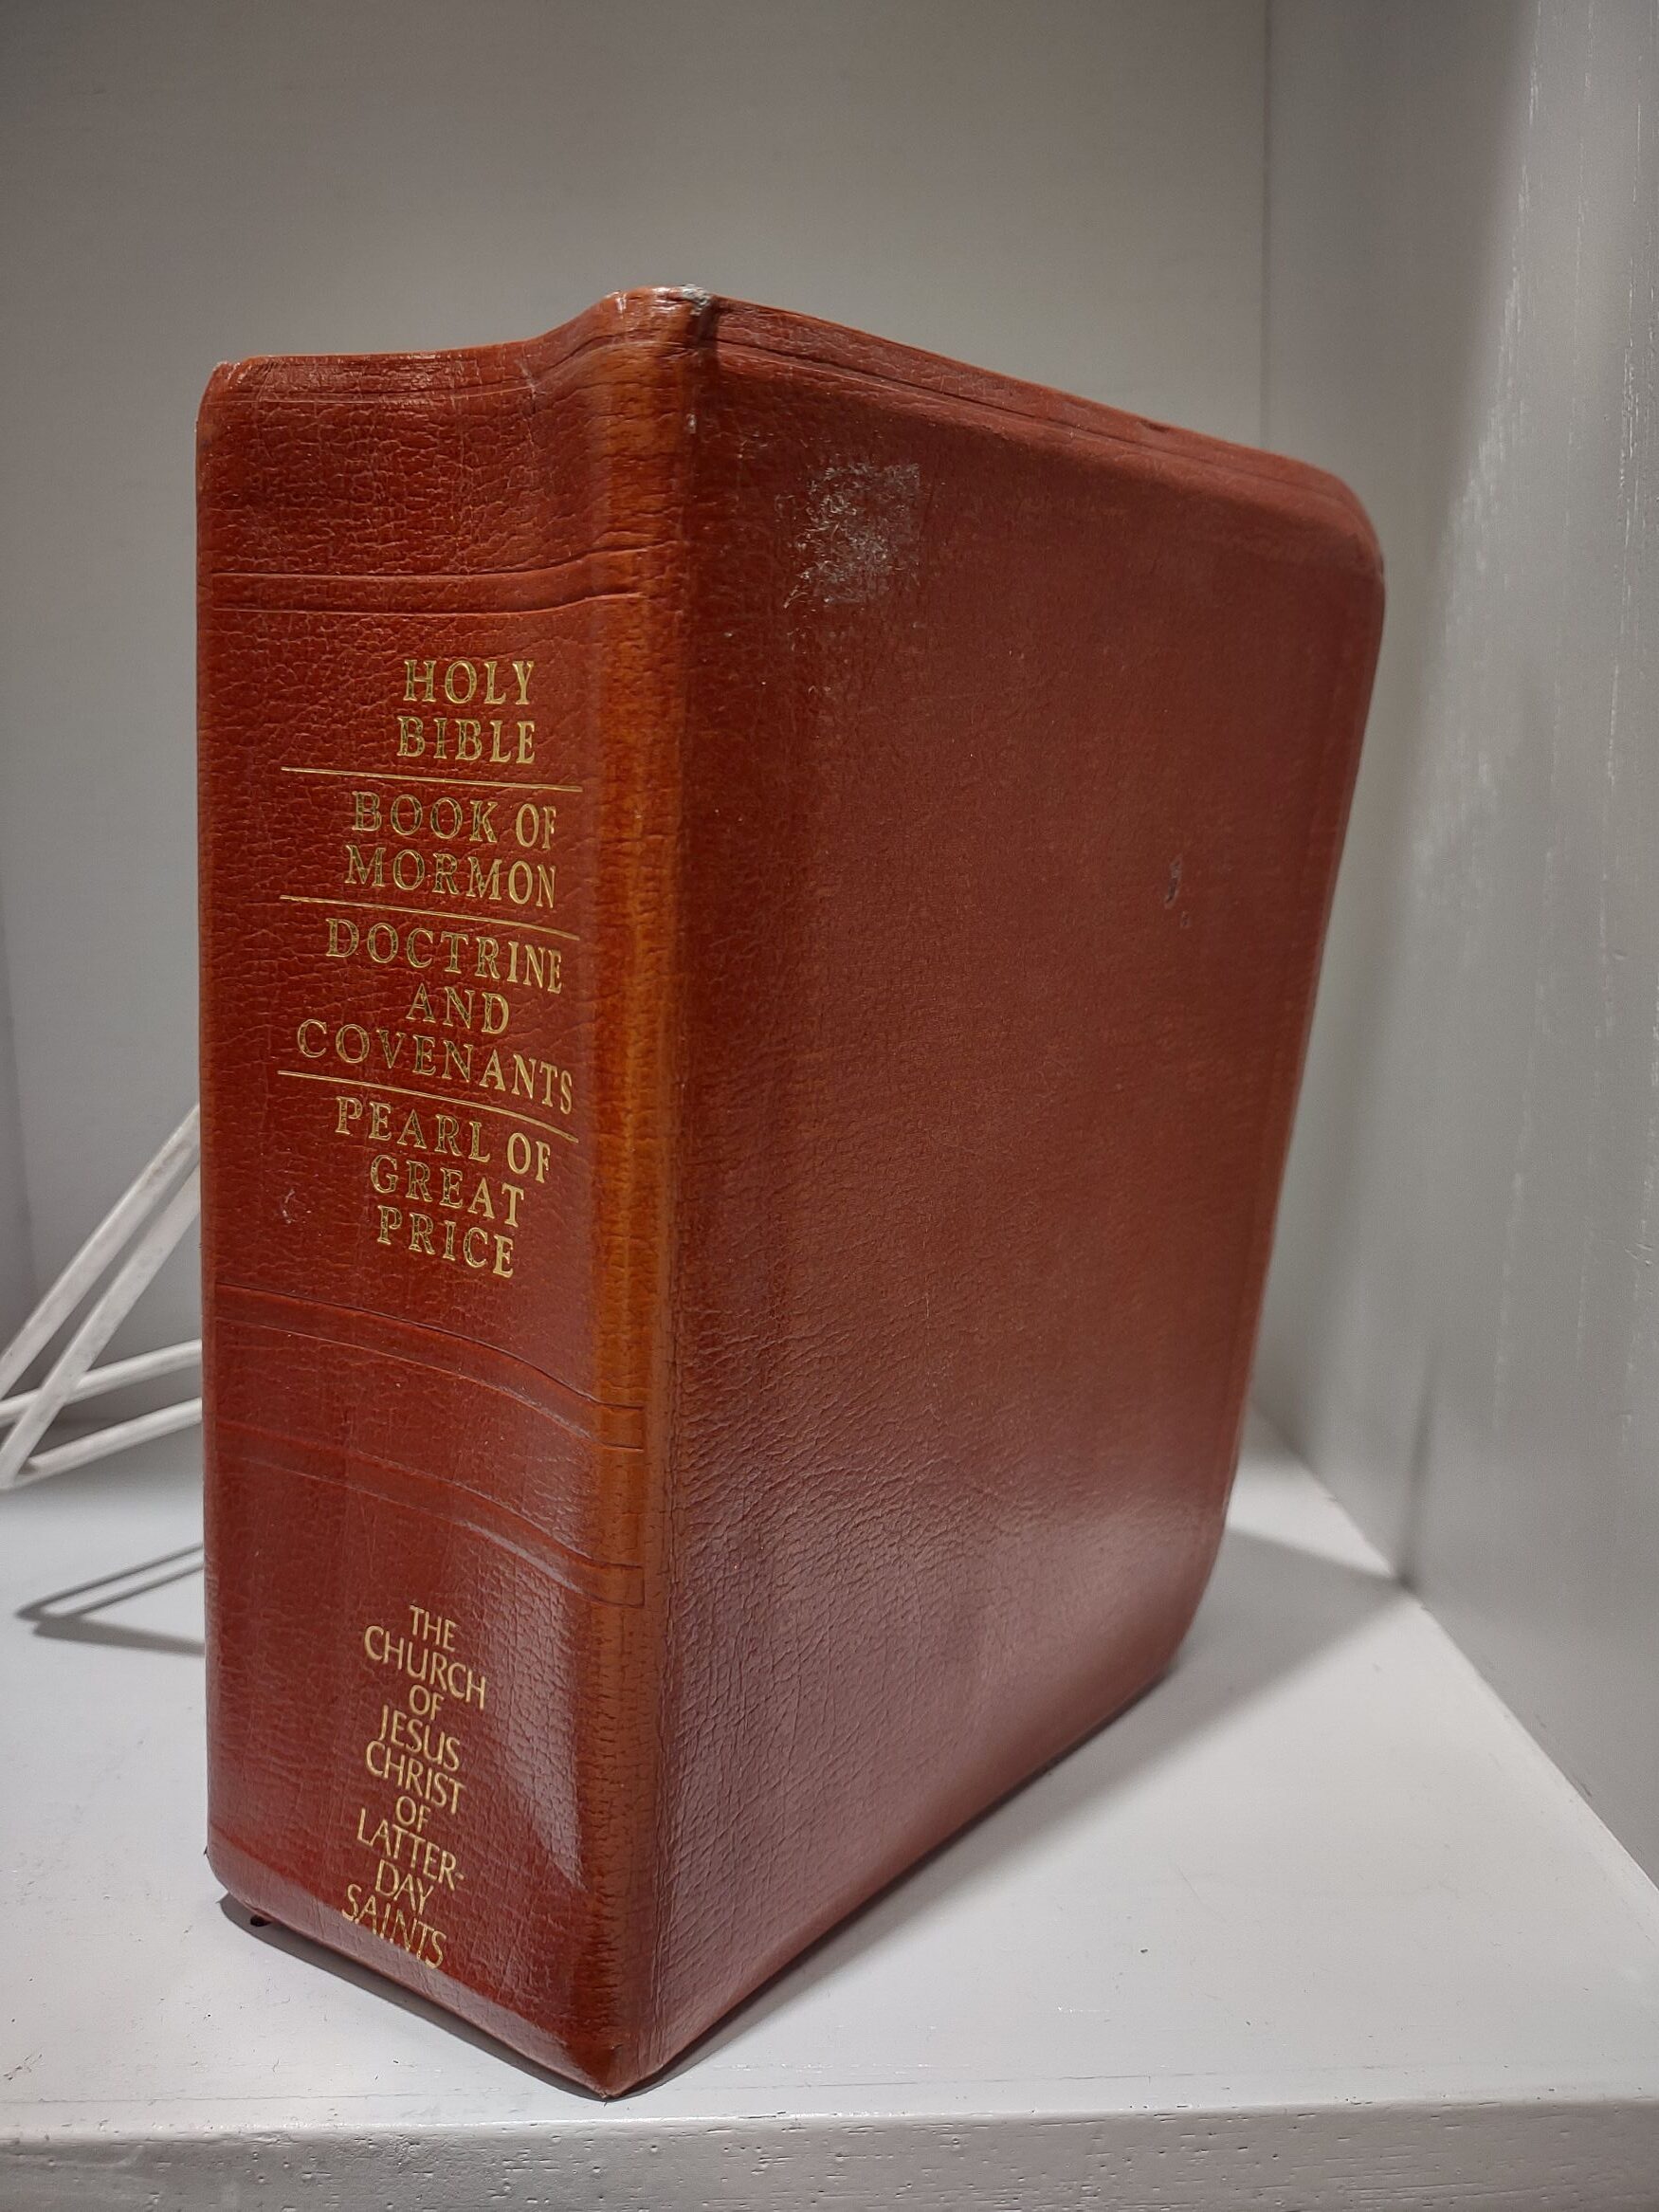 HOLY
BIBLE
BOOK OF
MORMON
DOCTRINE
AND
COVENANTS
PEARL OF
GREAT
PRICE
THE
CHURCH
OF
JESUS
CHRIST
OF
LATTER-
DAY
SAINTS